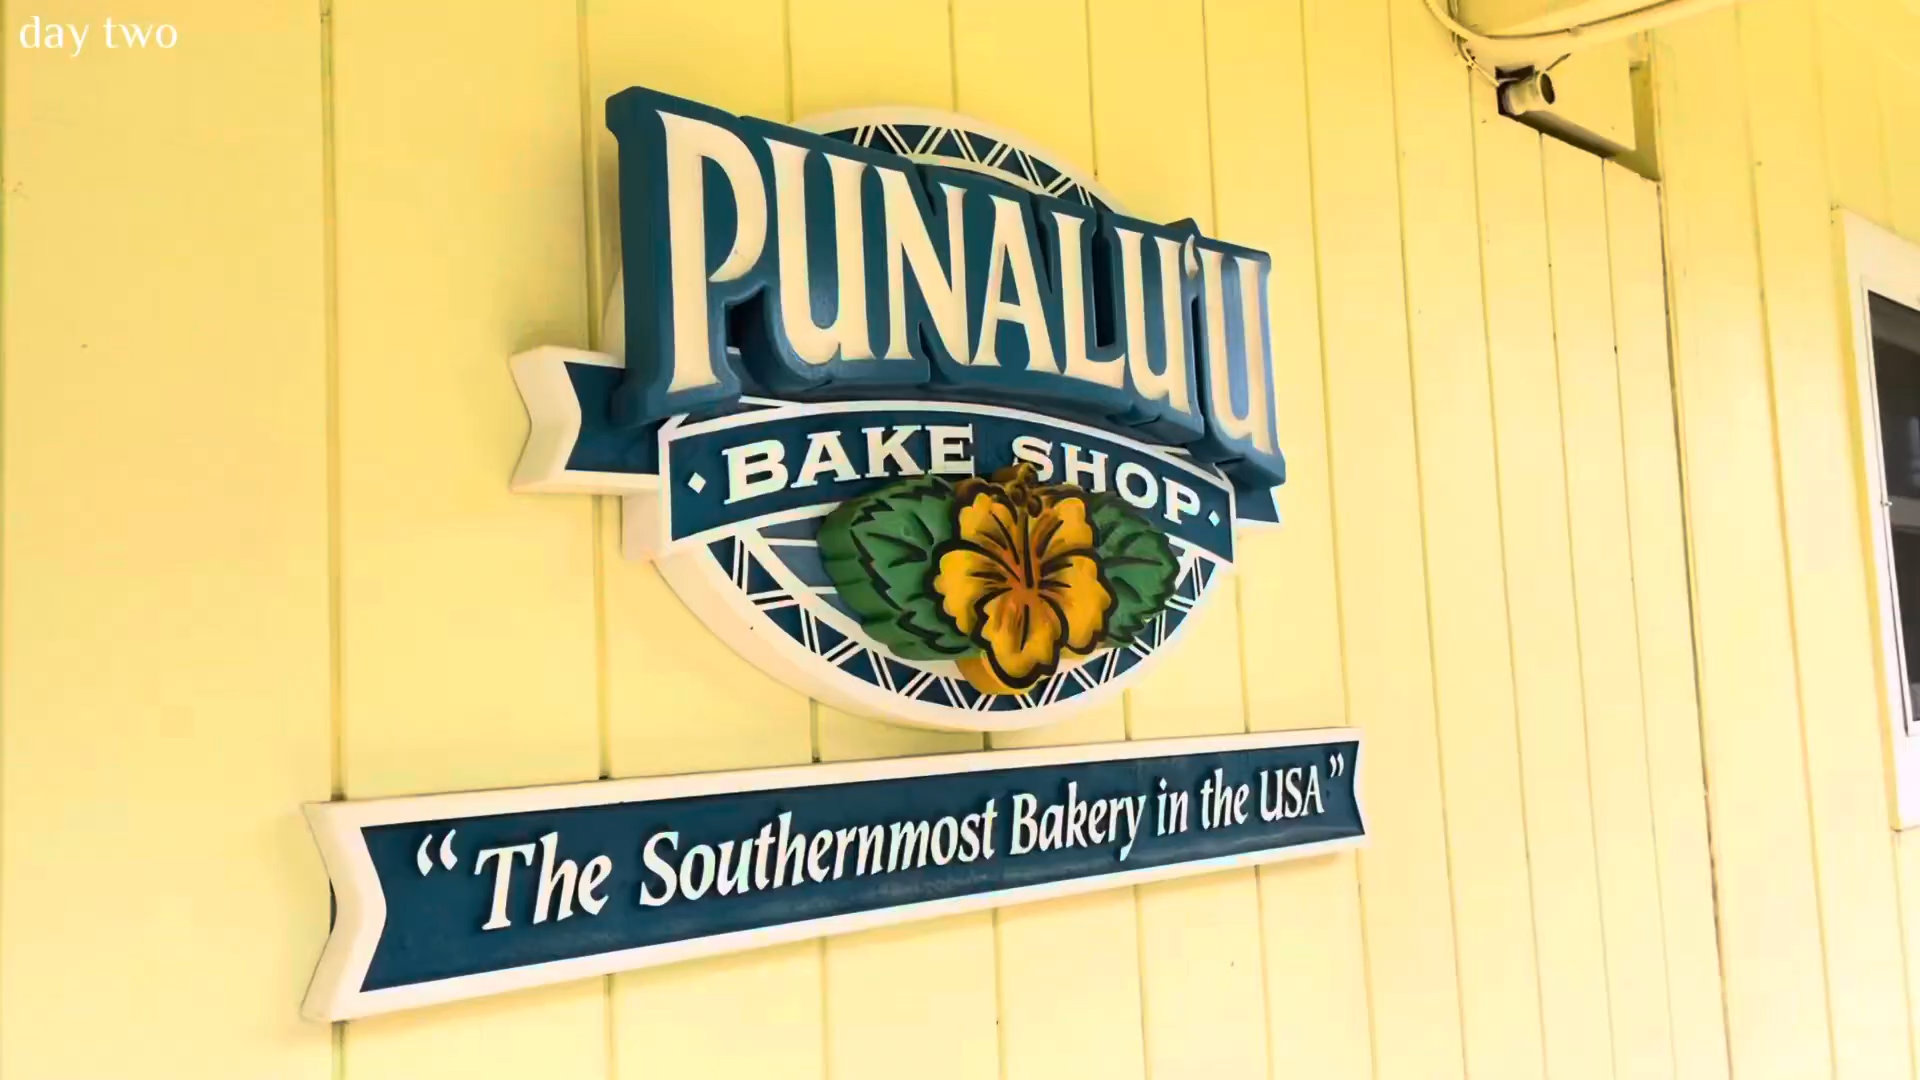 day two
PUNALU'U
BAKE SHOP
“The Southernmost Bakery in the USA”